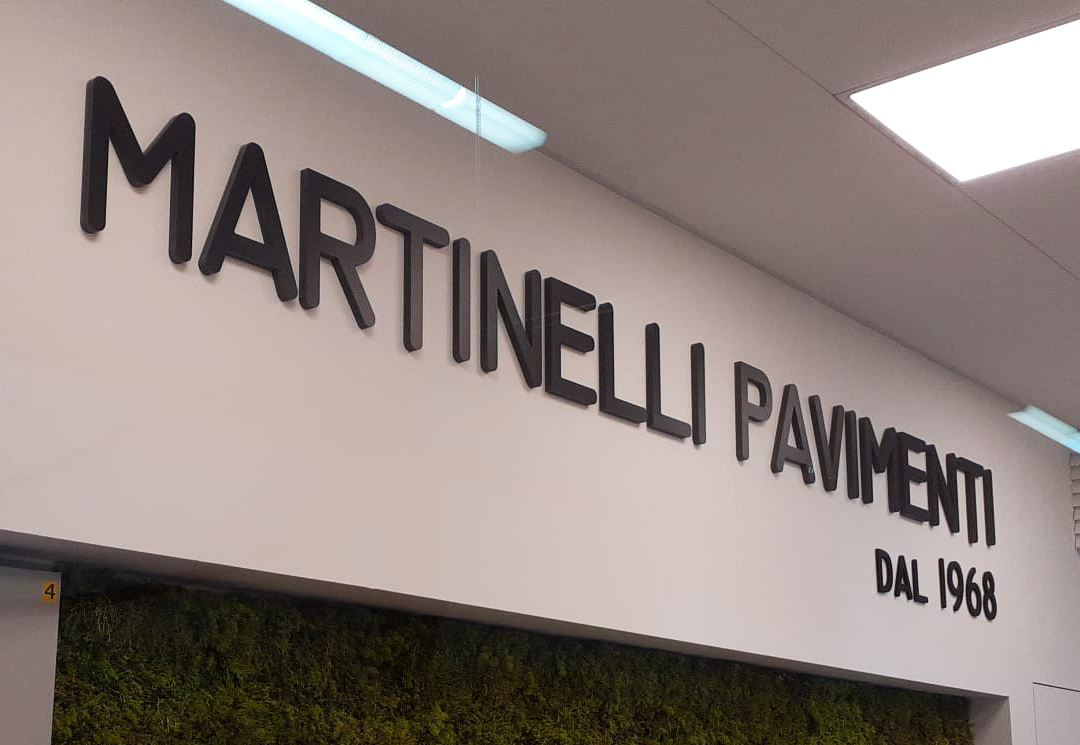 MARTINELLI PAVIMENTI
DAL 1968
4